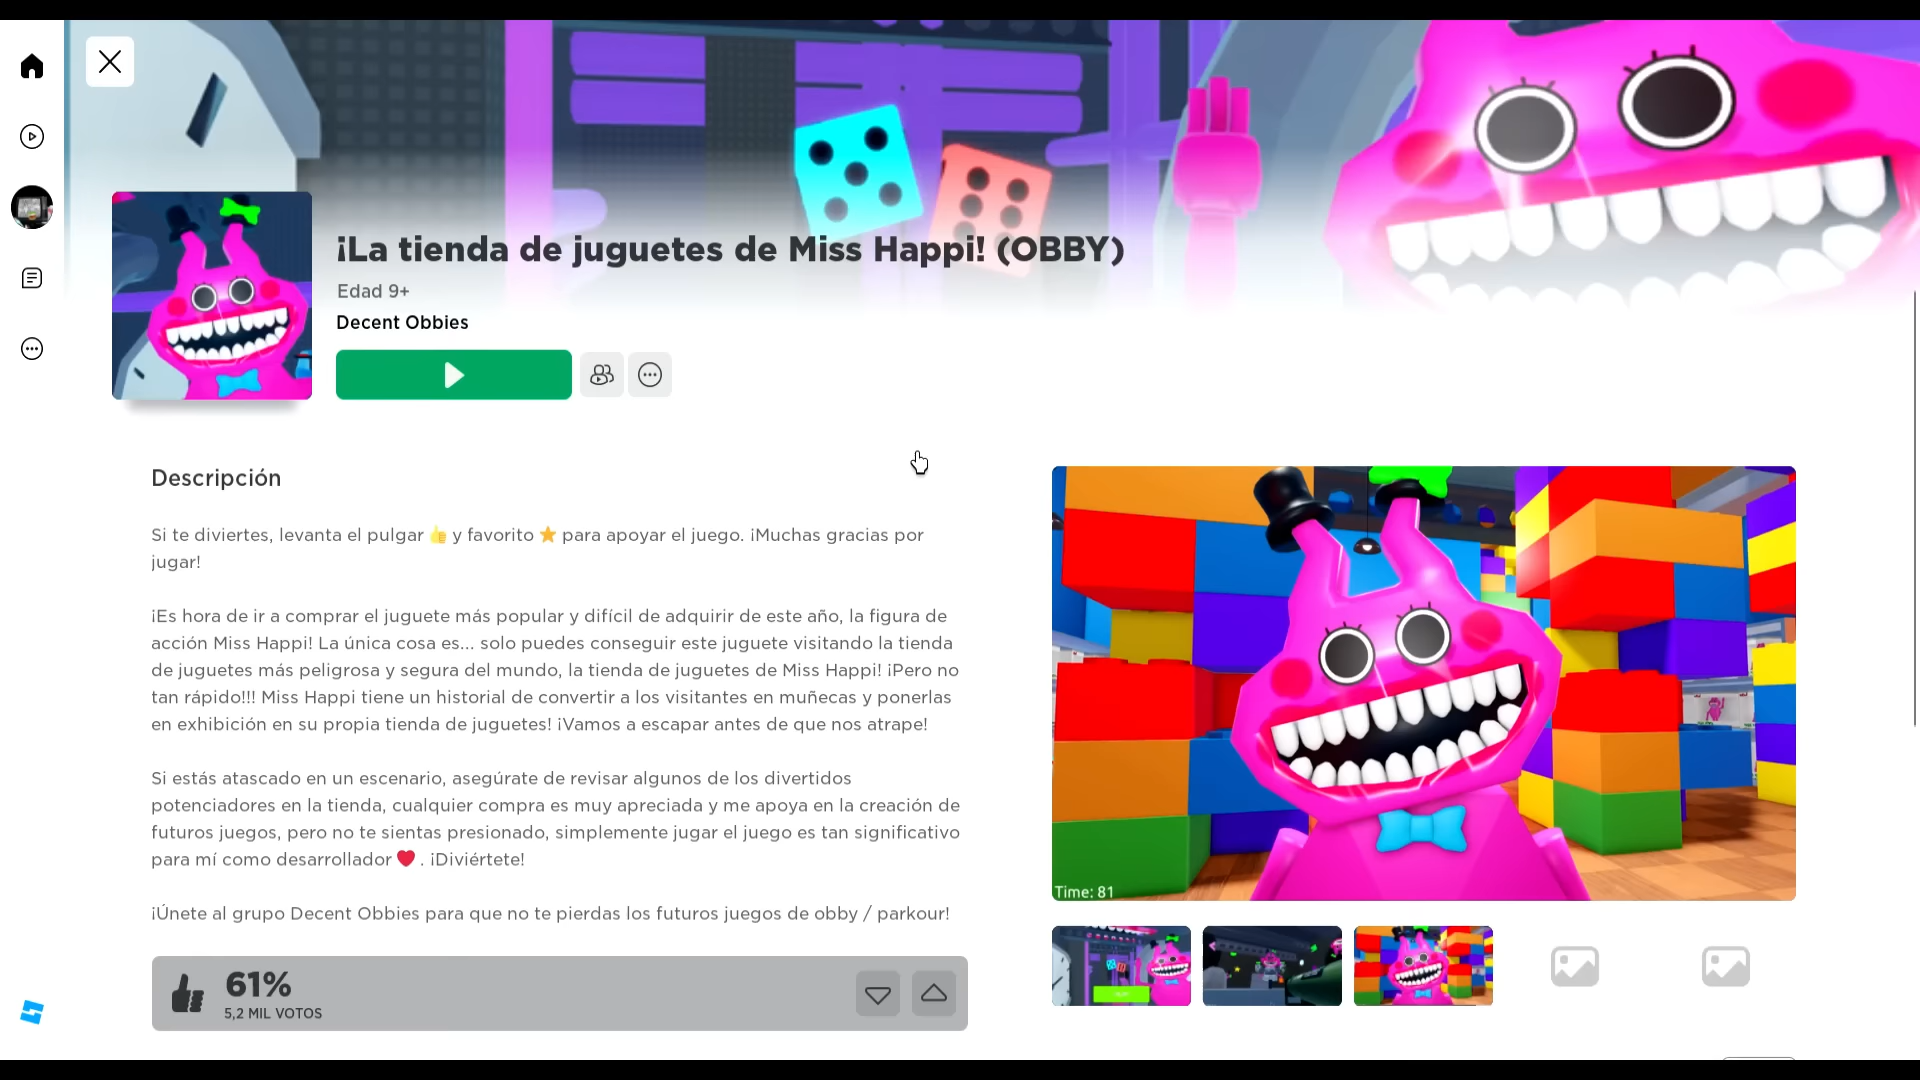 ¡La tienda de juguetes de Miss Happi! (OBBY)
Edad 9+
Decent Obbies
Descripción
Si te diviertes, levanta el pulgar 👍 y favorito ⭐ para apoyar el juego. ¡Muchas gracias por
jugar!
¡Es hora de ir a comprar el juguete más popular y difícil de adquirir de este año, la figura de
acción Miss Happi! La única cosa es... solo puedes conseguir este juguete visitando la tienda
de juguetes más peligrosa y segura del mundo, la tienda de juguetes de Miss Happi! ¡Pero no
tan rápido!!! Miss Happi tiene un historial de convertir a los visitantes en muñecas y ponerlas
en exhibición en su propia tienda de juguetes! ¡Vamos a escapar antes de que nos atrape!
Si estás atascado en un escenario, asegúrate de revisar algunos de los divertidos
potenciadores en la tienda, cualquier compra es muy apreciada y me apoya en la creación de
futuros juegos, pero no te sientas presionado, simplemente jugar el juego es tan significativo
para mí como desarrollador ❤️ . ¡Diviértete!
¡Únete al grupo Decent Obbies para que no te pierdas los futuros juegos de obby / parkour!
61%
5,2 MIL VOTOS
Time: 81